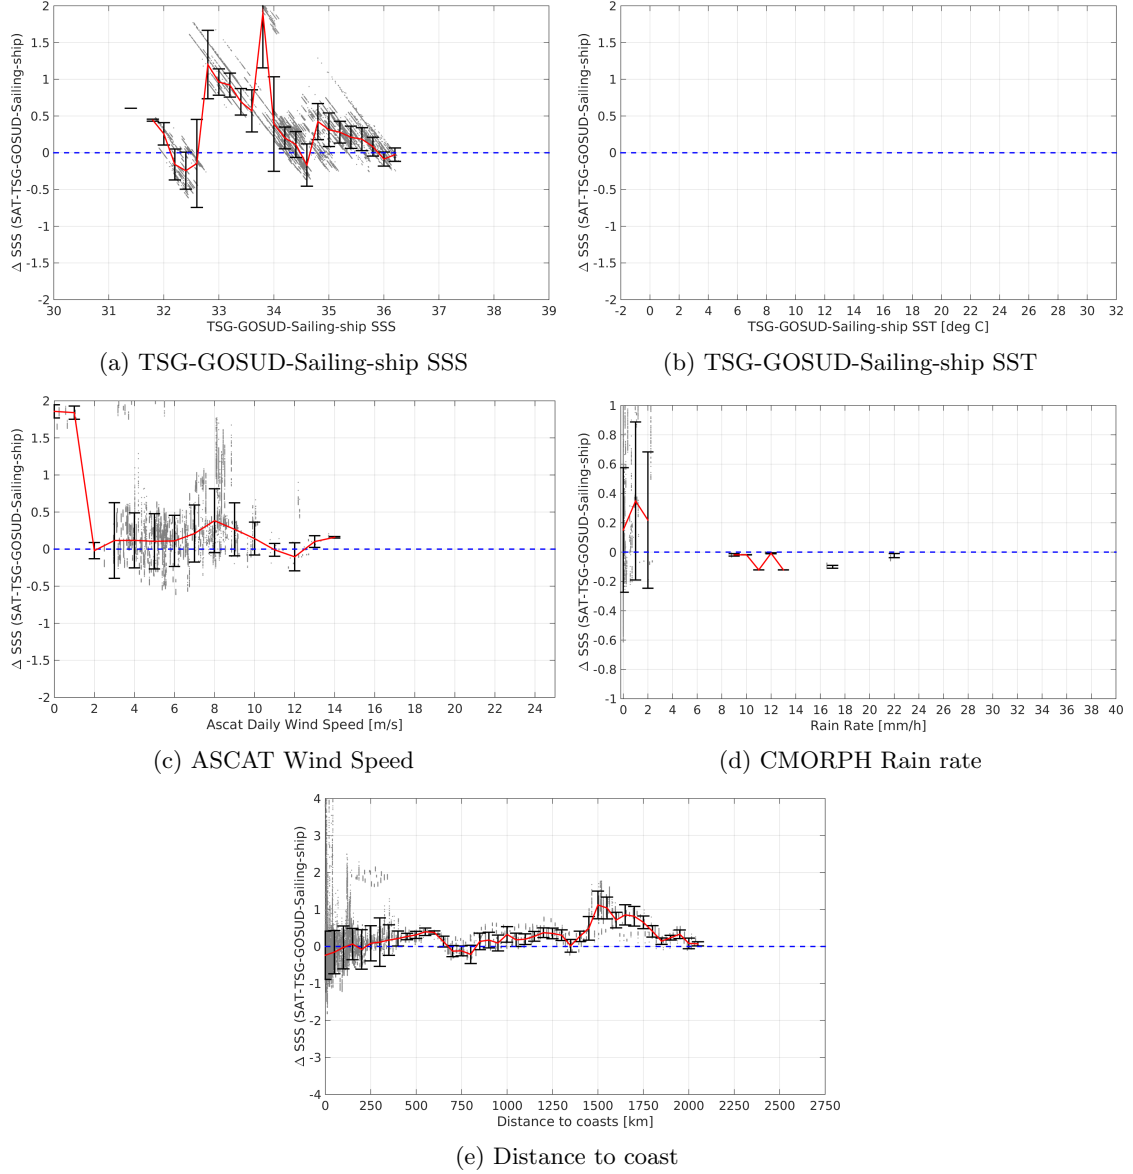 2
1.5
1
0.5
0
-0.5
-1
-1.5
-2
Δ SSS (SAT-TSG-GOSUD-Sailing-ship)
30 31 32 33 34 35 36 37 38 39
TSG-GOSUD-Sailing-ship SSS
(a) TSG-GOSUD-Sailing-ship SSS
2
1.5
1
0.5
0
-0.5
-1
-1.5
-2
Δ SSS (SAT-TSG-GOSUD-Sailing-ship)
-2 0 2 4 6 8 10 12 14 16 18 20 22 24 26 28 30 32
TSG-GOSUD-Sailing-ship SST [deg C]
(b) TSG-GOSUD-Sailing-ship SST
2
1.5
1
0.5
0
-0.5
-1
-1.5
-2
Δ SSS (SAT-TSG-GOSUD-Sailing-ship)
0 2 4 6 8 10 12 14 16 18 20 22 24
Ascat Daily Wind Speed [m/s]
(c) ASCAT Wind Speed
1
0.8
0.6
0.4
0.2
0
-0.2
-0.4
-0.6
-0.8
-1
Δ SSS (SAT-TSG-GOSUD-Sailing-ship)
0 2 4 6 8 10 12 14 16 18 20 22 24 26 28 30 32 34 36 38 40
Rain Rate [mm/h]
(d) CMORPH Rain rate
4
3
2
1
0
-1
-2
-3
-4
Δ SSS (SAT-TSG-GOSUD-Sailing-ship)
0 250 500 750 1000 1250 1500 1750 2000 2250 2500 2750
Distance to coasts [km]
(e) Distance to coast